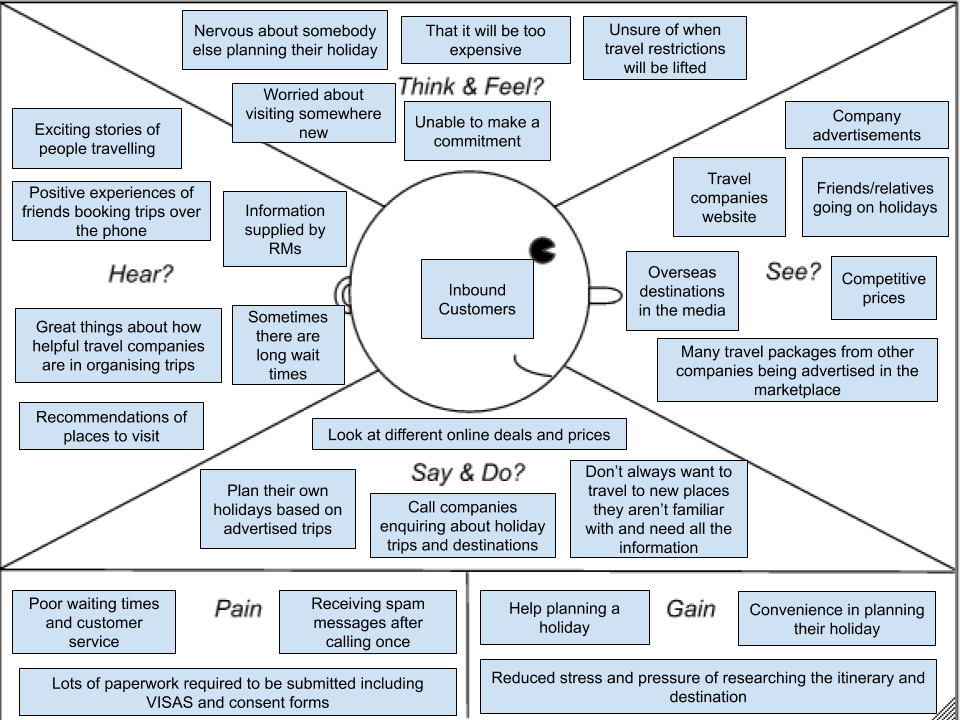 Nervous about somebody
else planning their holiday
That it will be too
expensive
Unsure of when
travel restrictions
will be lifted
Think & Feel?
Worried about
visiting somewhere
new
Unable to make a
commitment
Exciting stories of
people travelling
Positive experiences of
friends booking trips over
the phone
Information
supplied by
RMs
Hear?
Great things about how
helpful travel companies
are in organising trips
Sometimes
there are
long wait
times
Recommendations of
places to visit
Inbound
Customers
Company
advertisements
Travel
companies
website
Friends/relatives
going on holidays
Overseas
destinations
in the media
See?
Competitive
prices
Many travel packages from other
companies being advertised in the
marketplace
Look at different online deals and prices
Say & Do?
Plan their own
holidays based on
advertised trips
Call companies
enquiring about holiday
trips and destinations
Don’t always want to
travel to new places
they aren’t familiar
with and need all the
information
Poor waiting times
and customer
service
Pain
Receiving spam
messages after
calling once
Lots of paperwork required to be submitted including
VISAS and consent forms
Help planning a
holiday
Gain
Convenience in planning
their holiday
Reduced stress and pressure of researching the itinerary and
destination